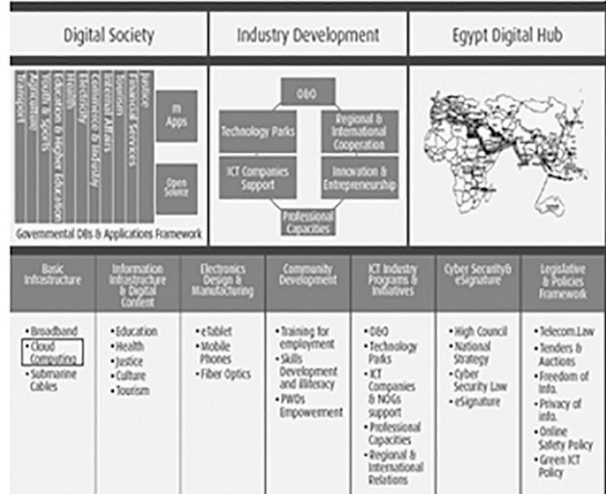 Digital Society
Industry Development
Egypt Digital Hub
Transport
Agriculture
Youth & Sports
Education & Higher Education
Health
Electricity
Commerce & Industry
Internal Affairs
Tourism
Financial Services
Justice
m
Apps
Open
Source
Governmental DBs & Applications Framework
O&O
Technology Parks
Regional &
International
Cooperation
ICT Companies
Support
Innovation &
Entrepreneurship
Professional
Capacities
Basic
Infrastructure
• Broadband
• Cloud
Computing
• Submarine
Cables
Information
Infrastructure
& Digital
Content
• Education
• Health
• Justice
• Culture
• Tourism
Electronics
Design &
Manufacturing
• eTablet
• Mobile
Phones
• Fiber Optics
Community
Development
• Training for
employment
• Skills
Development
and illiteracy
• PWDs
Empowerment
ICT Industry
Programs &
Initiatives
• O&O
• Technology
Parks
• ICT
Companies
& NOGs
support
• Professional
Capacities
• Regional &
International
Relations
Cyber Security&
eSignature
• High Council
• National
Strategy
• Cyber
Security Law
• eSignature
Legislative
& Policies
Framework
• Telecom.Law
• Tenders &
Auctions
• Freedom of
Info.
• Privacy of
info.
• Online
Safety Policy
• Green ICT
Policy